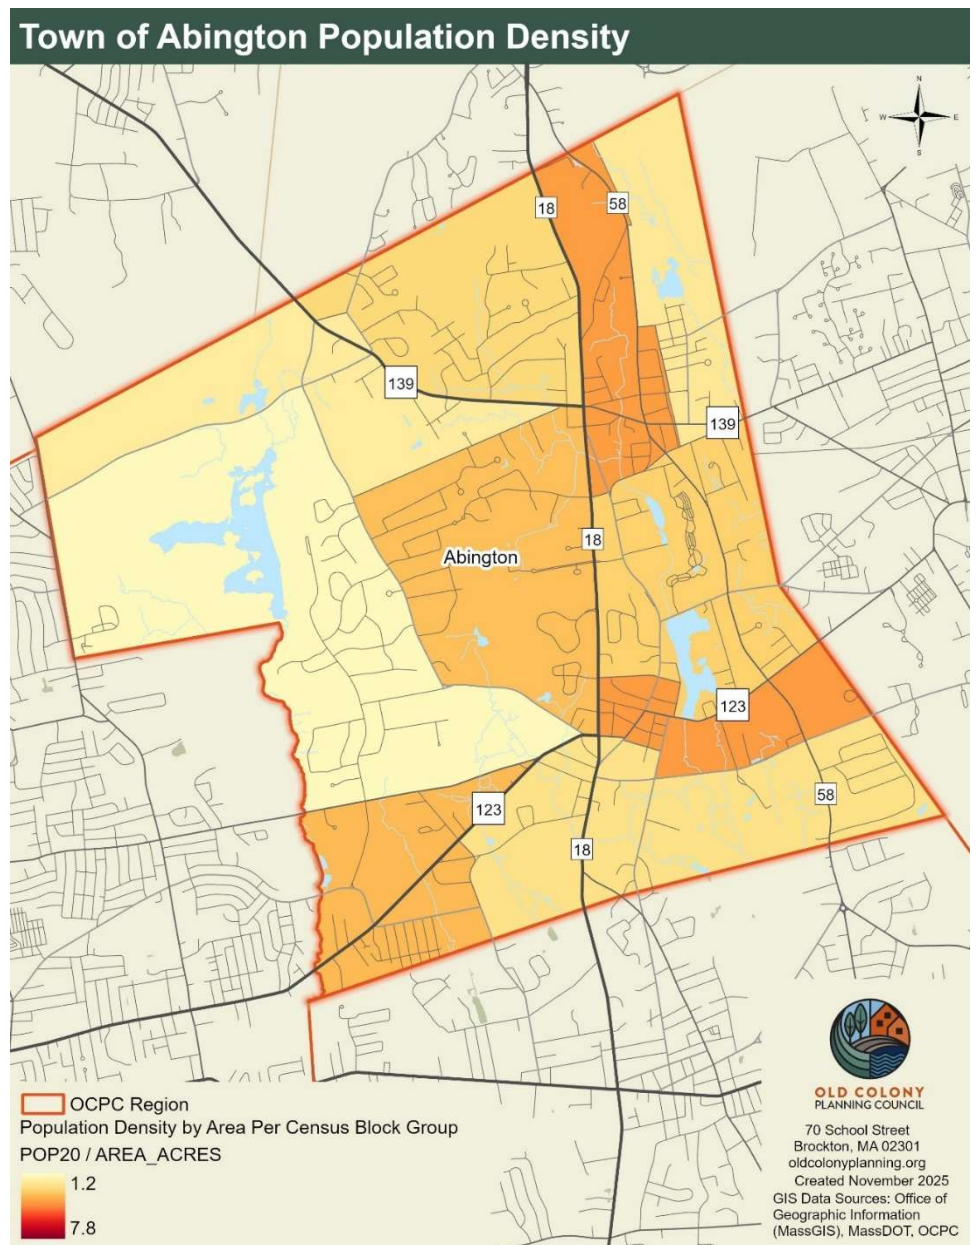 Town of Abington Population Density
N
W E
S
18
58
139
139
18
Abington
123
123
58
18
OCPC Region
Population Density by Area Per Census Block Group
POP20 / AREA_ACRES
1.2
7.8
OLD COLONY
PLANNING COUNCIL
70 School Street
Brockton, MA 02301
oldcolonyplanning.org
Created November 2025
GIS Data Sources: Office of
Geographic Information
(MassGIS), MassDOT, OCPC